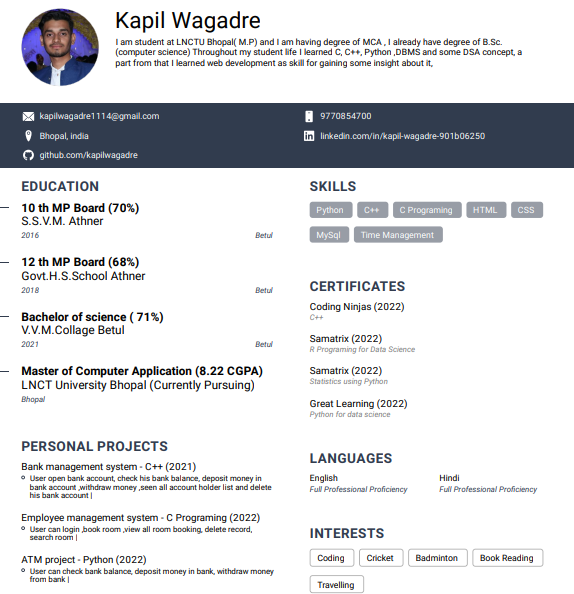 Kapil Wagadre
I am student at LNCTU Bhopal( M.P) and I am having degree of MCA , I already have degree of B.Sc.
(computer science) Throughout my student life I learned C, C++, Python ,DBMS and some DSA concept, a
part from that I learned web development as skill for gaining some insight about it,
kapilwagadre1114@gmail.com
9770854700
Bhopal, india
linkedin.com/in/kapil-wagadre-901b06250
github.com/kapilwagadre
EDUCATION
10 th MP Board (70%)
S.S.V.M. Athner
2016 Betul
12 th MP Board (68%)
Govt.H.S.School Athner
2018 Betul
Bachelor of science ( 71%)
V.V.M.Collage Betul
2021 Betul
Master of Computer Application (8.22 CGPA)
LNCT University Bhopal (Currently Pursuing)
Bhopal
PERSONAL PROJECTS
Bank management system - C++ (2021)
User open bank account, check his bank balance, deposit money in
bank account ,withdraw money ,seen all account holder list and delete
his bank account |
Employee management system - C Programing (2022)
User can login ,book room ,view all room booking, delete record,
search room |
ATM project - Python (2022)
User can check bank balance, deposit money in bank, withdraw money
from bank |
SKILLS
Python C++ C Programing HTML CSS
MySql Time Management
CERTIFICATES
Coding Ninjas (2022)
C++
Samatrix (2022)
R Programing for Data Science
Samatrix (2022)
Statistics using Python
Great Learning (2022)
Python for data science
LANGUAGES
English Hindi
Full Professional Proficiency Full Professional Proficiency
INTERESTS
Coding Cricket Badminton Book Reading
Travelling